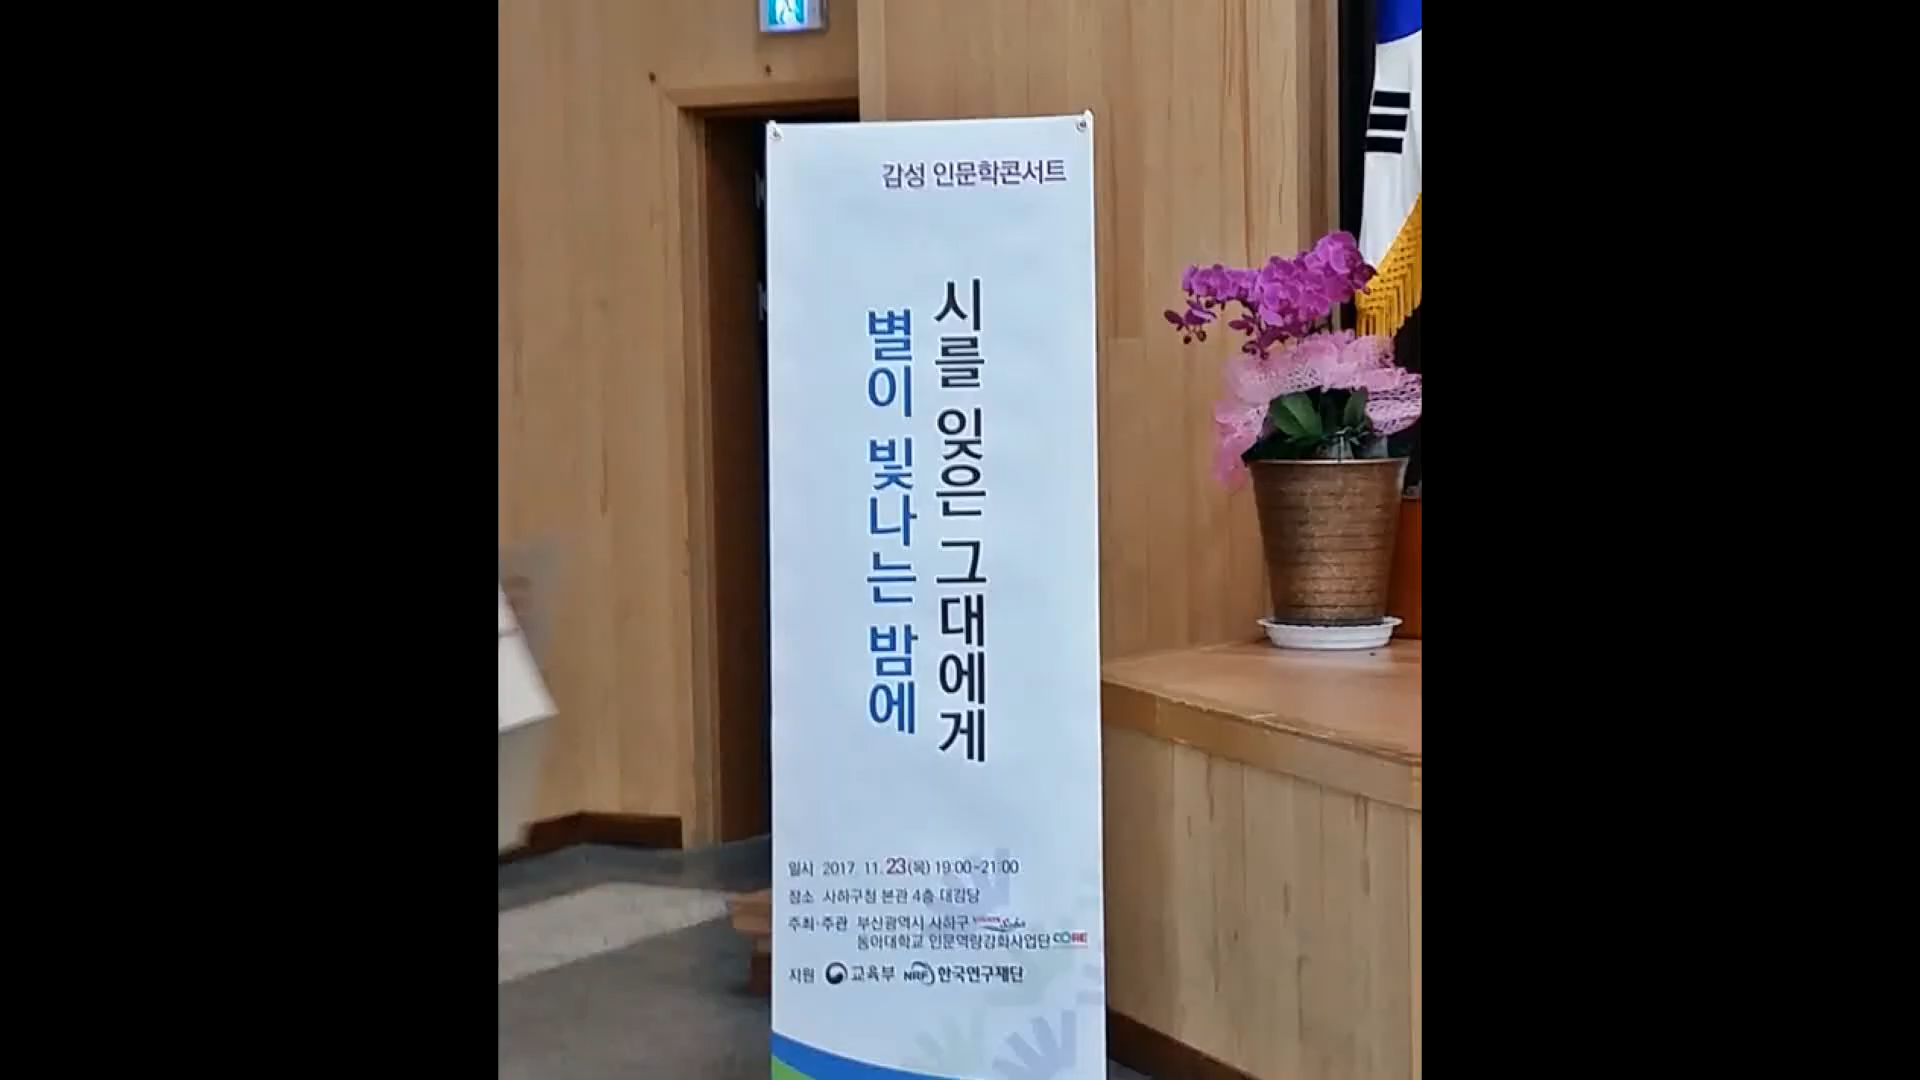 감성 인문학콘서트
시를 잊은 그대에게
별이 빛나는 밤에
일시 2017. 11. 23(목) 19:00~21:00
장소 사하구청 본관 4층 대강당
주최·주관 부산광역시 사하구
동아대학교 인문역량강화사업단 CORE
지원 교육부 NRF 한국연구재단